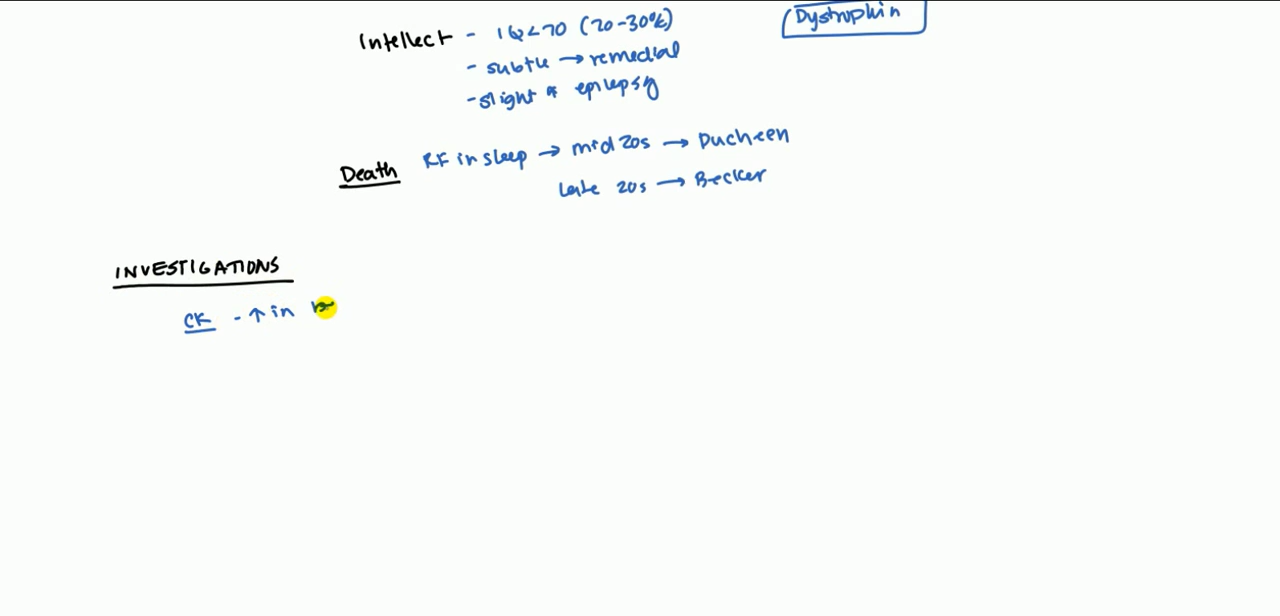 Dystrophin
Intellect - IQ<70 (20-30%)
- subtle → remedial
- slight ↑ epilepsy
Death RF in sleep → mid 20s → Ducheen
Late 20s → Becker
INVESTIGATIONS
CK - ↑ in